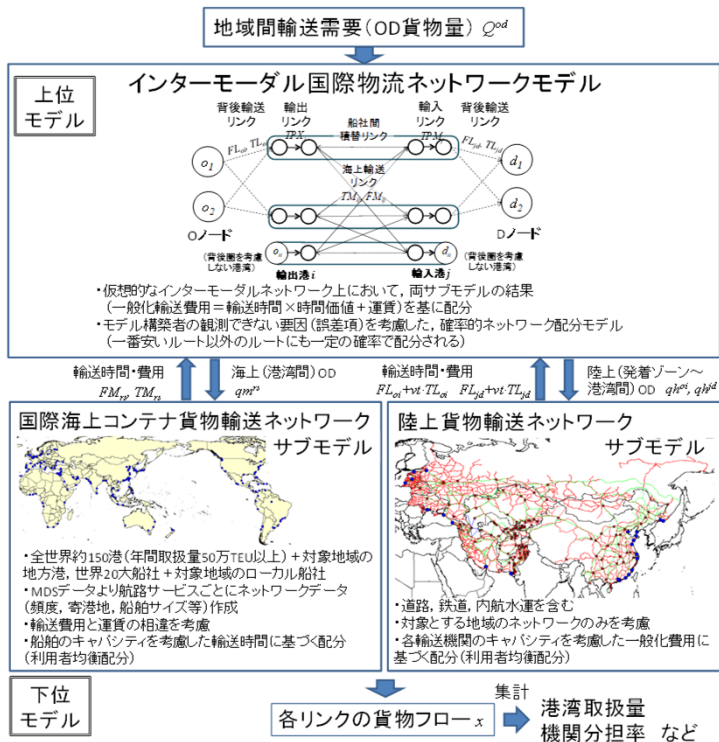 地域間輸送需要（OD貨物量） Q^od
上位
モデル
インターモーダル国際物流ネットワークモデル
背後輸送
リンク
輸出
リンク
船社間
積替リンク
輸入
リンク
背後輸送
リンク
FL_oi, TL_oi
TPX_i
TPM_j
FL_jd, TL_jd
海上輸送
リンク
TM_ij, FM_ij
o_1
d_1
o_2
d_2
Oノード
Dノード
（背後圏を考慮
しない港湾）
（背後圏を考慮
しない港湾）
輸出港i
輸入港j
・仮想的なインターモーダルネットワーク上において，両サブモデルの結果
（一般化輸送費用＝輸送時間×時間価値＋運賃）を基に配分
・モデル構築者の観測できない要因（誤差項）を考慮した，確率的ネットワーク配分モデル
（一番安いルート以外のルートにも一定の確率で配分される）
輸送時間・費用
FM_rs, TM_rs
海上（港湾間）OD
qm^rs
輸送時間・費用
FL_oi+vt·TL_oi FL_jd+vt·TL_jd
陸上（発着ゾーン～
港湾間）OD qh^oi, qh^jd
国際海上コンテナ貨物輸送ネットワーク
サブモデル
・全世界約150港（年間取扱量50万TEU以上）＋対象地域の
地方港，世界20大船社＋対象地域のローカル船社
・MDSデータより航路サービスごとにネットワークデータ
（頻度，寄港地，船舶サイズ等）作成
・輸送費用と運賃の相違を考慮
・船舶のキャパシティを考慮した輸送時間に基づく配分
（利用者均衡配分）
陸上貨物輸送ネットワーク
サブモデル
・道路，鉄道，内航水運を含む
・対象とする地域のネットワークのみを考慮
・各輸送機関のキャパシティを考慮した一般化費用に
基づく配分（利用者均衡配分）
下位
モデル
各リンクの貨物フロー x
集計
港湾取扱量
機関分担率 など